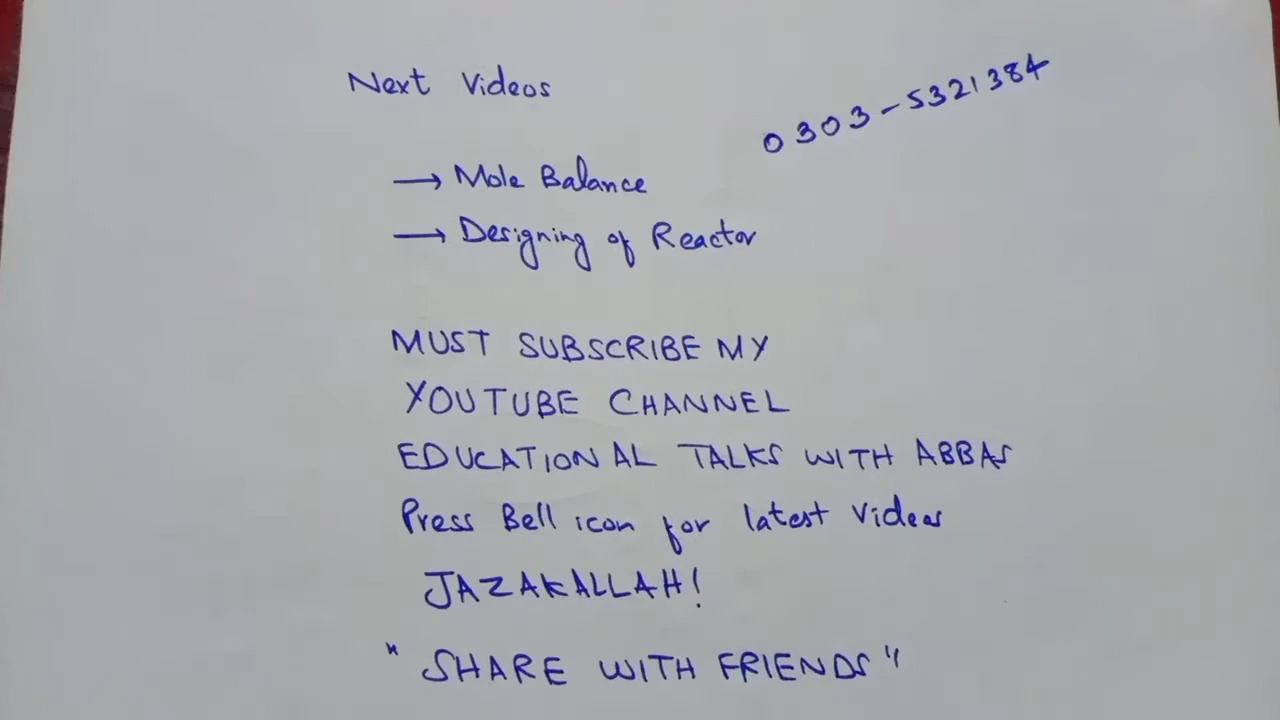 Next Videos
0303-5321384
→ Mole Balance
→ Designing of Reactor
MUST SUBSCRIBE MY
YOUTUBE CHANNEL
EDUCATIONAL TALKS WITH ABBAS
Press Bell icon for latest Videos
JAZAKALLAH!
"SHARE WITH FRIENDS"